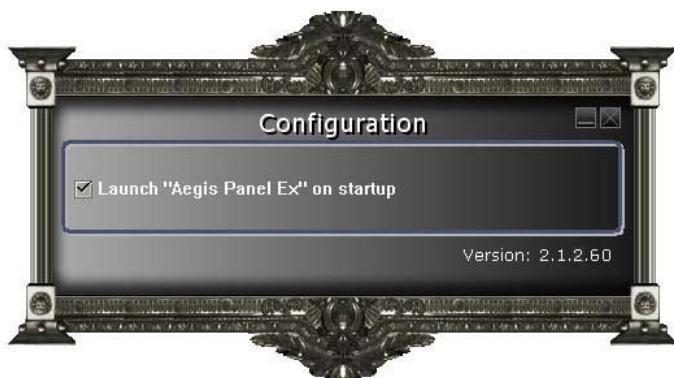 Configuration
Launch "Aegis Panel Ex" on startup
Version: 2.1.2.60